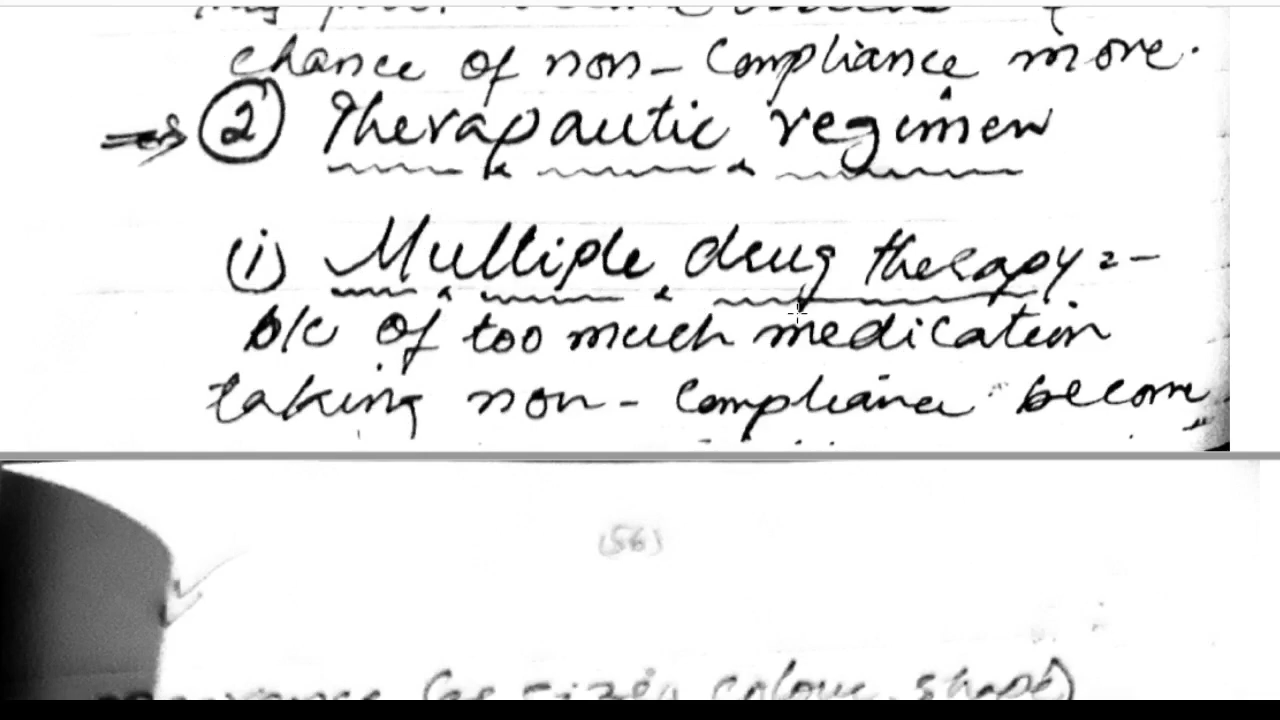 chance of non-compliance more.
⇒ ② Therapautic regimen
(i) Multiple drug therapy:-
b/c of too much medication
taking non-compliance become
(56)
(as size, colour, shape)